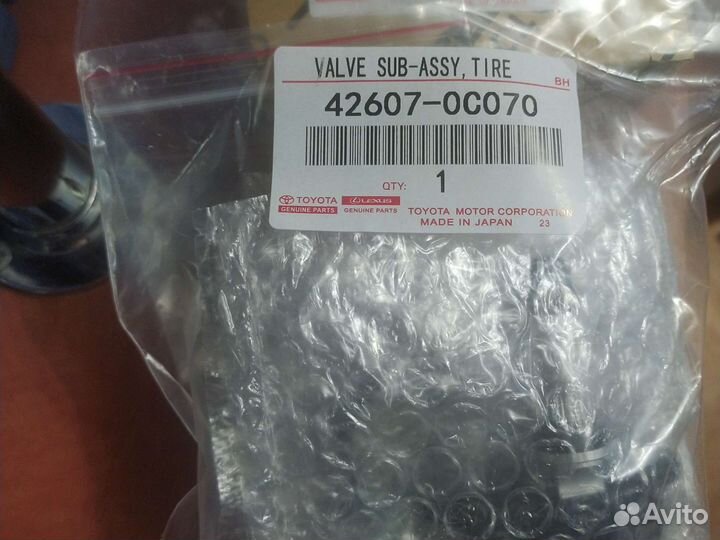 VALVE SUB-ASSY,TIRE
BH
42607-0C070
QTY: 1
TOYOTA LEXUS TOYOTA MOTOR CORPORATION
GENUINE PARTS GENUINE PARTS MADE IN JAPAN 23
Avito